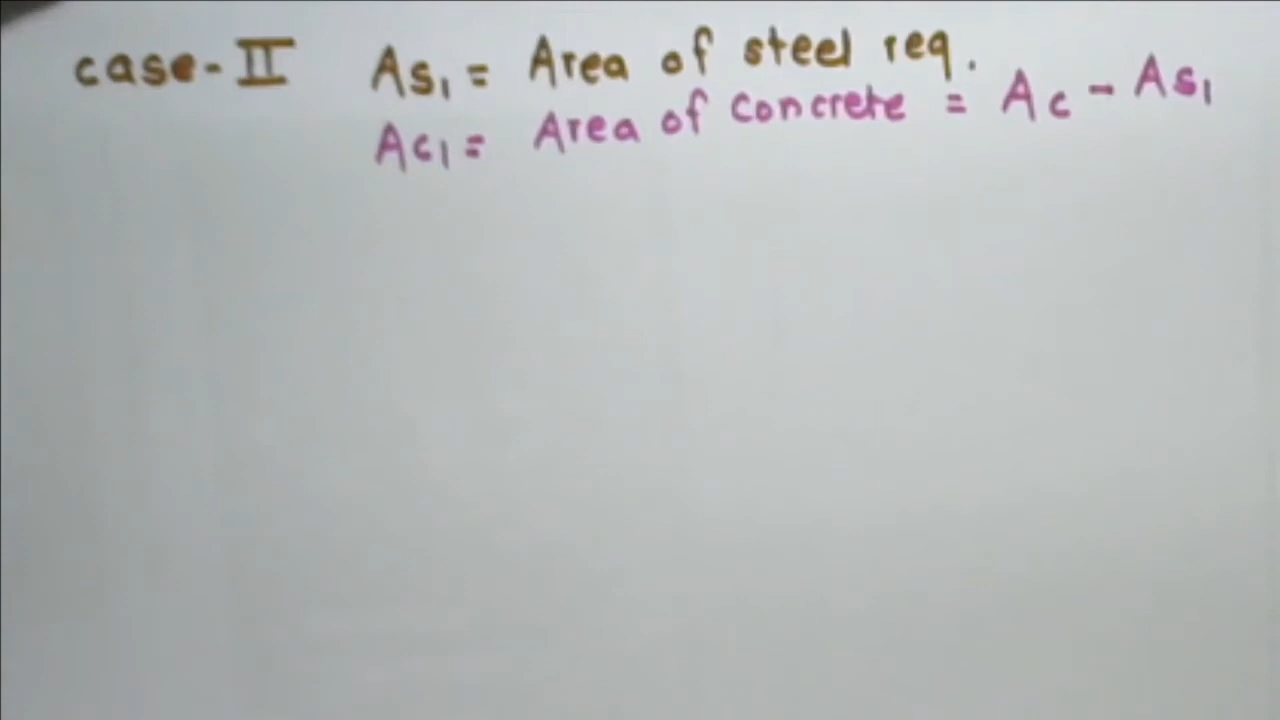 case-II As1 = Area of steel req.
Ac1 = Area of concrete = Ac - As1